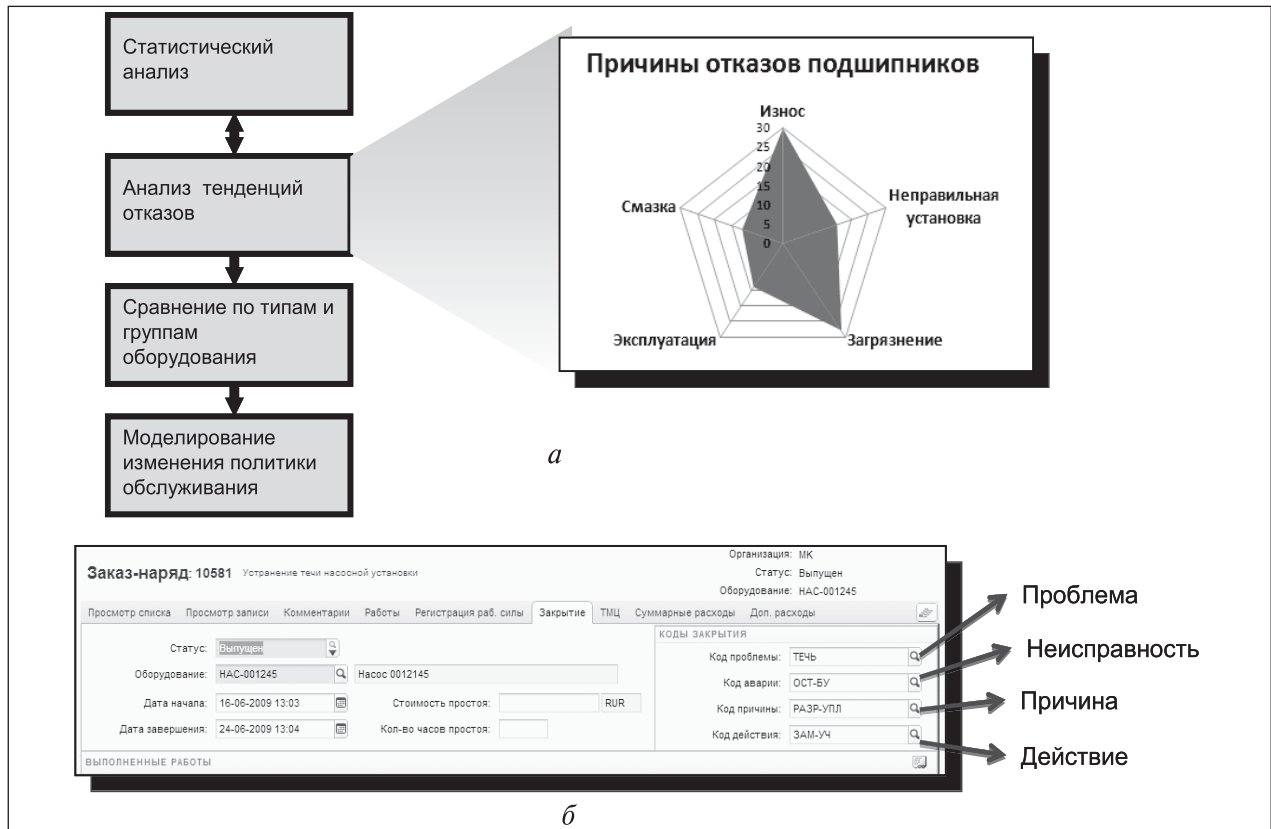 Статистический
анализ
Анализ тенденций
отказов
Сравнение по типам и
группам
оборудования
Моделирование
изменения политики
обслуживания
Причины отказов подшипников
Износ
30
25
20
15
10
5
0
Неправильная
установка
Смазка
Эксплуатация
Загрязнение
а
Организация: МК
Заказ-наряд: 10581 Устранение течи насосной установки
Статус: Выпущен
Оборудование: НАС-001245
Просмотр списка Просмотр записи Комментарии Работы Регистрация раб. силы Закрытие ТМЦ Суммарные расходы Доп. расходы
Статус: Выпущен
Оборудование: НАС-001245 Насос 0012145
Дата начала: 16-06-2009 13:03 Стоимость простоя: RUR
Дата завершения: 24-06-2009 13:04 Кол-во часов простоя:
КОДЫ ЗАКРЫТИЯ
Код проблемы: ТЕЧЬ
Код аварии: ОСТ-БУ
Код причины: РАЗР-УПЛ
Код действия: ЗАМ-УЧ
ВЫПОЛНЕННЫЕ РАБОТЫ
Проблема
Неисправность
Причина
Действие
б